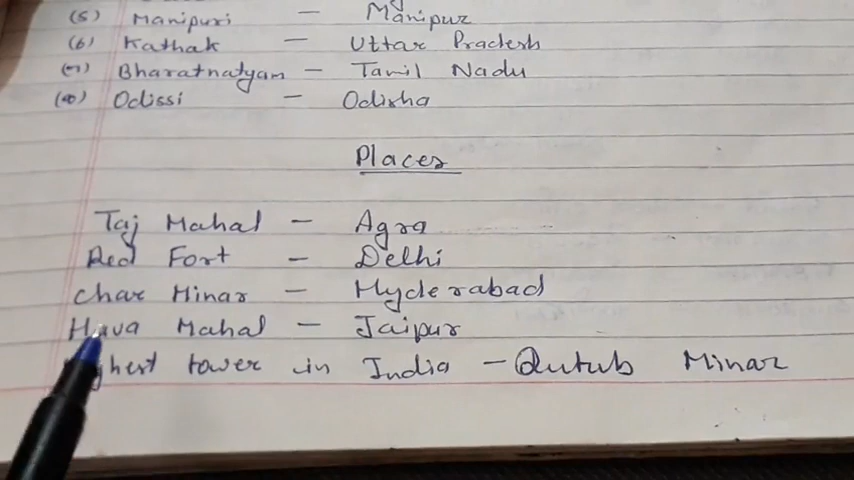 (5) Manipuri — Manipur
(6) Kathak — Uttar Pradesh
(7) Bharatnatyam — Tamil Nadu
(8) Odissi — Odisha
Places
Taj Mahal — Agra
Red Fort — Delhi
Char Minar — Hyderabad
Hava Mahal — Jaipur
tower in India — Qutub Minar